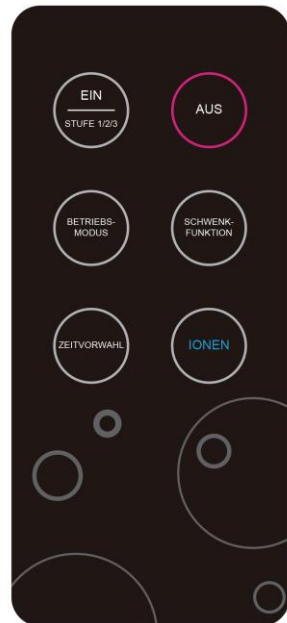 EIN
STUFE 1/2/3
AUS
BETRIEBS-
MODUS
SCHWENK-
FUNKTION
ZEITVORWAHL
IONEN